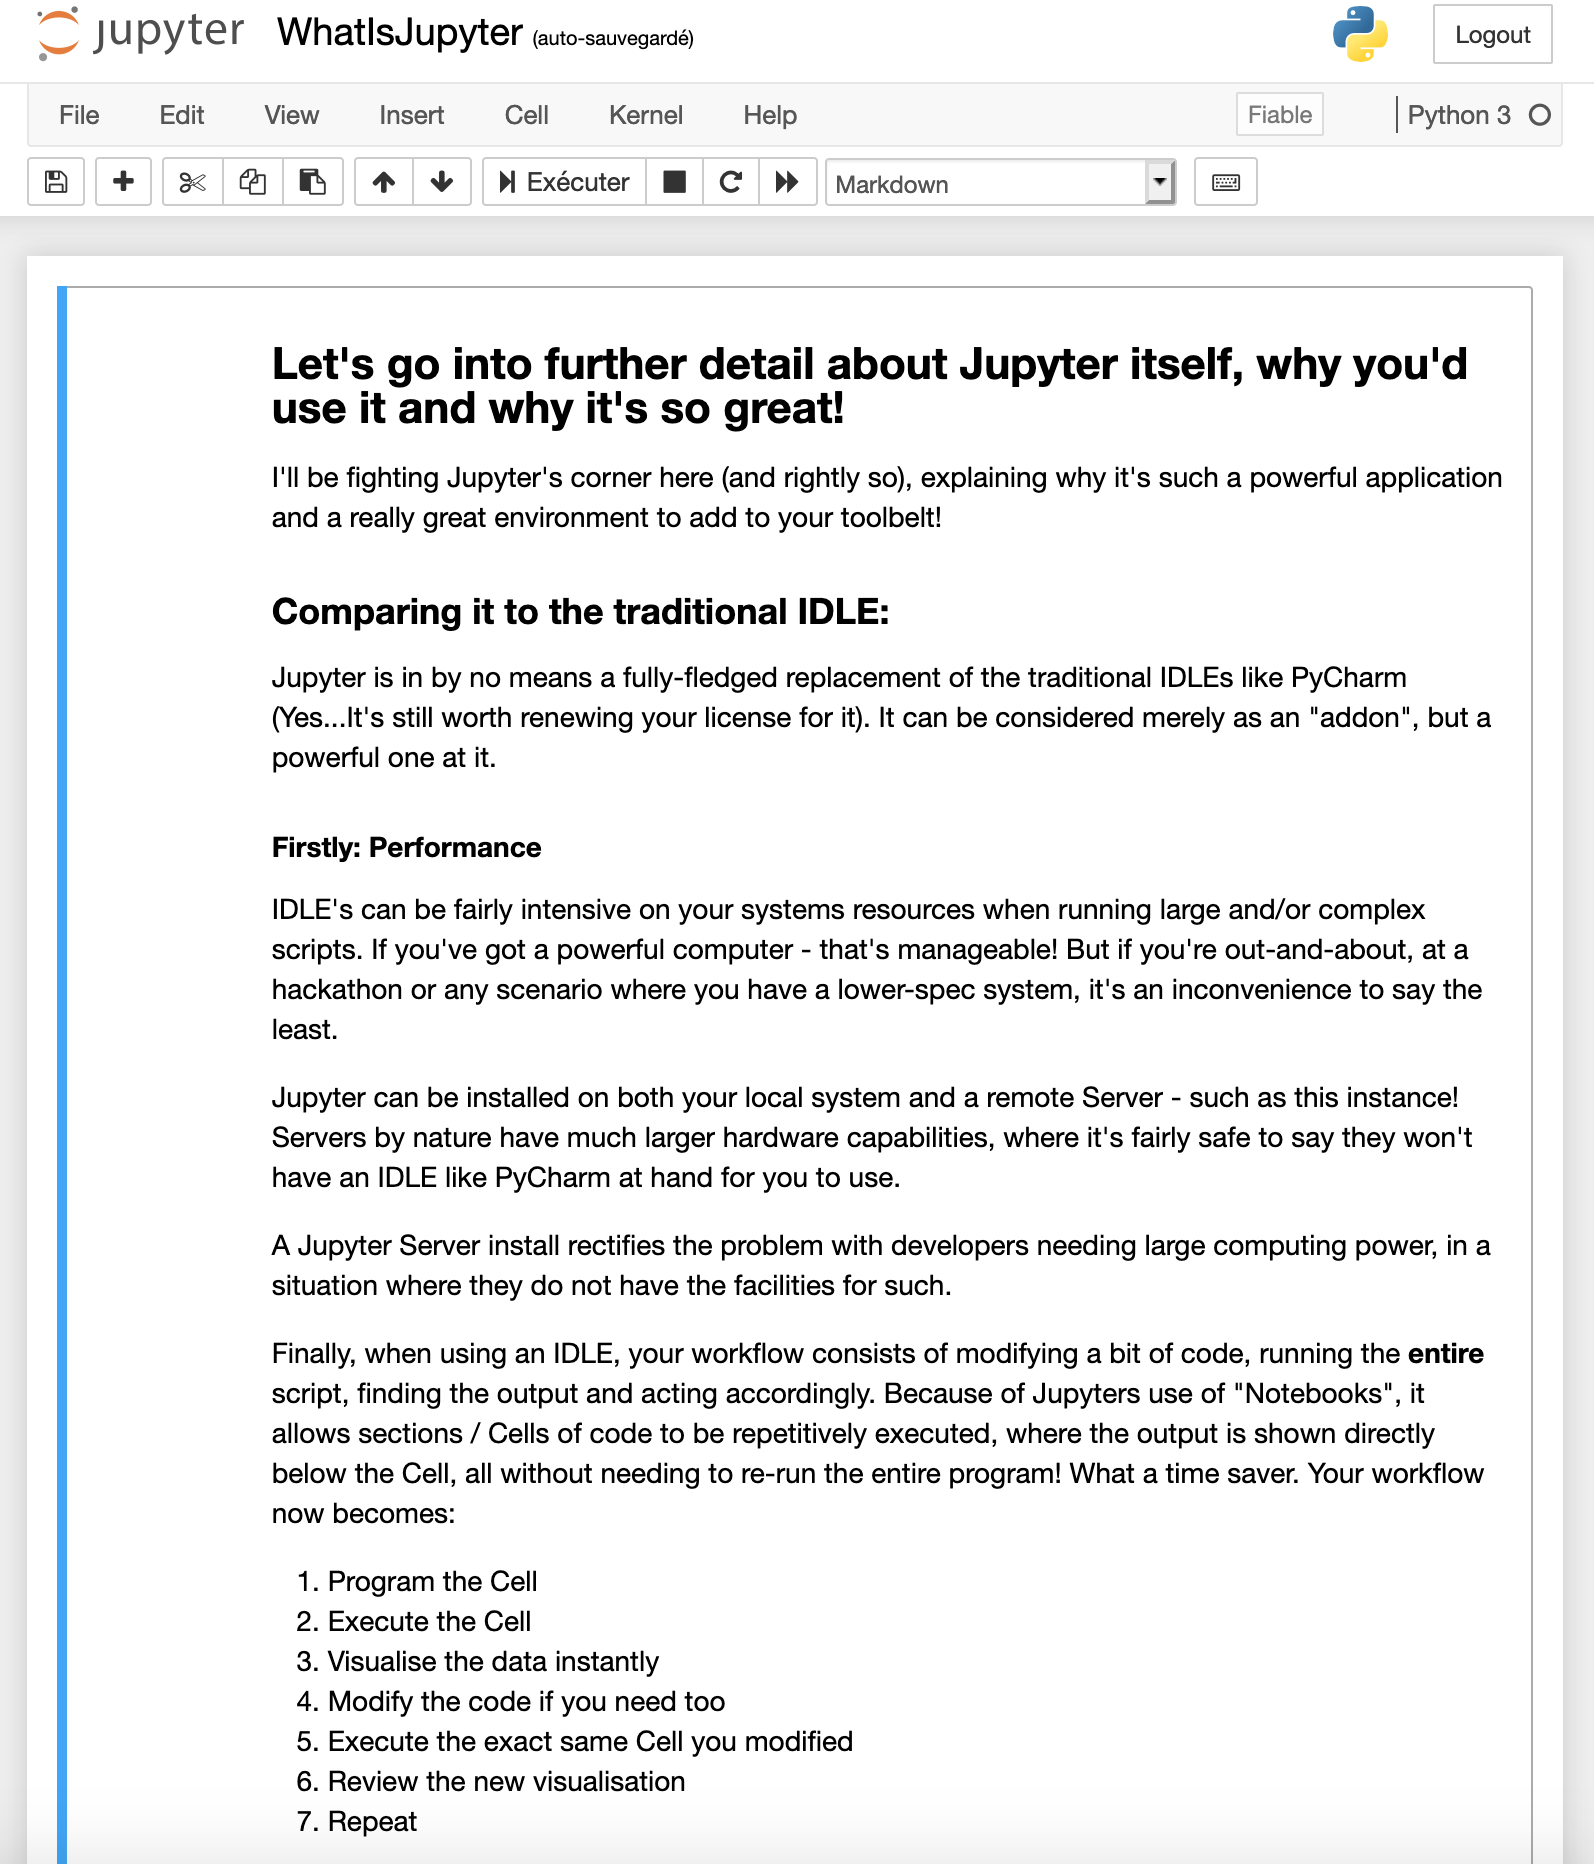 jupyter WhatIsJupyter (auto-sauvegardé) Logout
File Edit View Insert Cell Kernel Help Fiable Python 3
Exécuter Markdown
Let's go into further detail about Jupyter itself, why you'd
use it and why it's so great!
I'll be fighting Jupyter's corner here (and rightly so), explaining why it's such a powerful application
and a really great environment to add to your toolbelt!
Comparing it to the traditional IDLE:
Jupyter is in by no means a fully-fledged replacement of the traditional IDLEs like PyCharm
(Yes...It's still worth renewing your license for it). It can be considered merely as an "addon", but a
powerful one at it.
Firstly: Performance
IDLE's can be fairly intensive on your systems resources when running large and/or complex
scripts. If you've got a powerful computer - that's manageable! But if you're out-and-about, at a
hackathon or any scenario where you have a lower-spec system, it's an inconvenience to say the
least.
Jupyter can be installed on both your local system and a remote Server - such as this instance!
Servers by nature have much larger hardware capabilities, where it's fairly safe to say they won't
have an IDLE like PyCharm at hand for you to use.
A Jupyter Server install rectifies the problem with developers needing large computing power, in a
situation where they do not have the facilities for such.
Finally, when using an IDLE, your workflow consists of modifying a bit of code, running the entire
script, finding the output and acting accordingly. Because of Jupyters use of "Notebooks", it
allows sections / Cells of code to be repetitively executed, where the output is shown directly
below the Cell, all without needing to re-run the entire program! What a time saver. Your workflow
now becomes:
1. Program the Cell
2. Execute the Cell
3. Visualise the data instantly
4. Modify the code if you need too
5. Execute the exact same Cell you modified
6. Review the new visualisation
7. Repeat